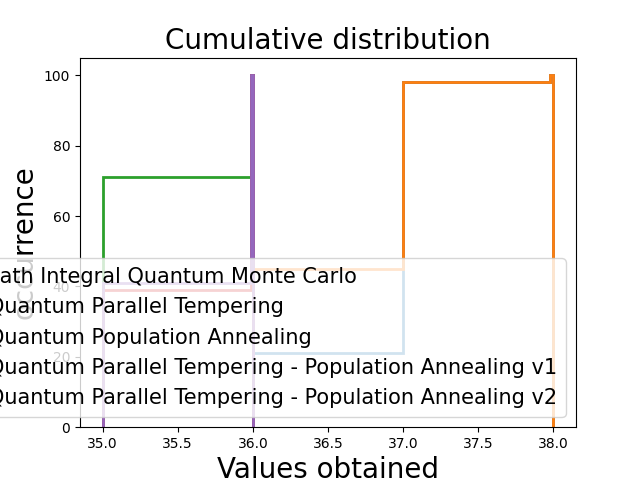 Cumulative distribution
100
80
60
40
20
0
occurrence
ath Integral Quantum Monte Carlo
Quantum Parallel Tempering
Quantum Population Annealing
Quantum Parallel Tempering - Population Annealing v1
Quantum Parallel Tempering - Population Annealing v2
35.0 35.5 36.0 36.5 37.0 37.5 38.0
Values obtained